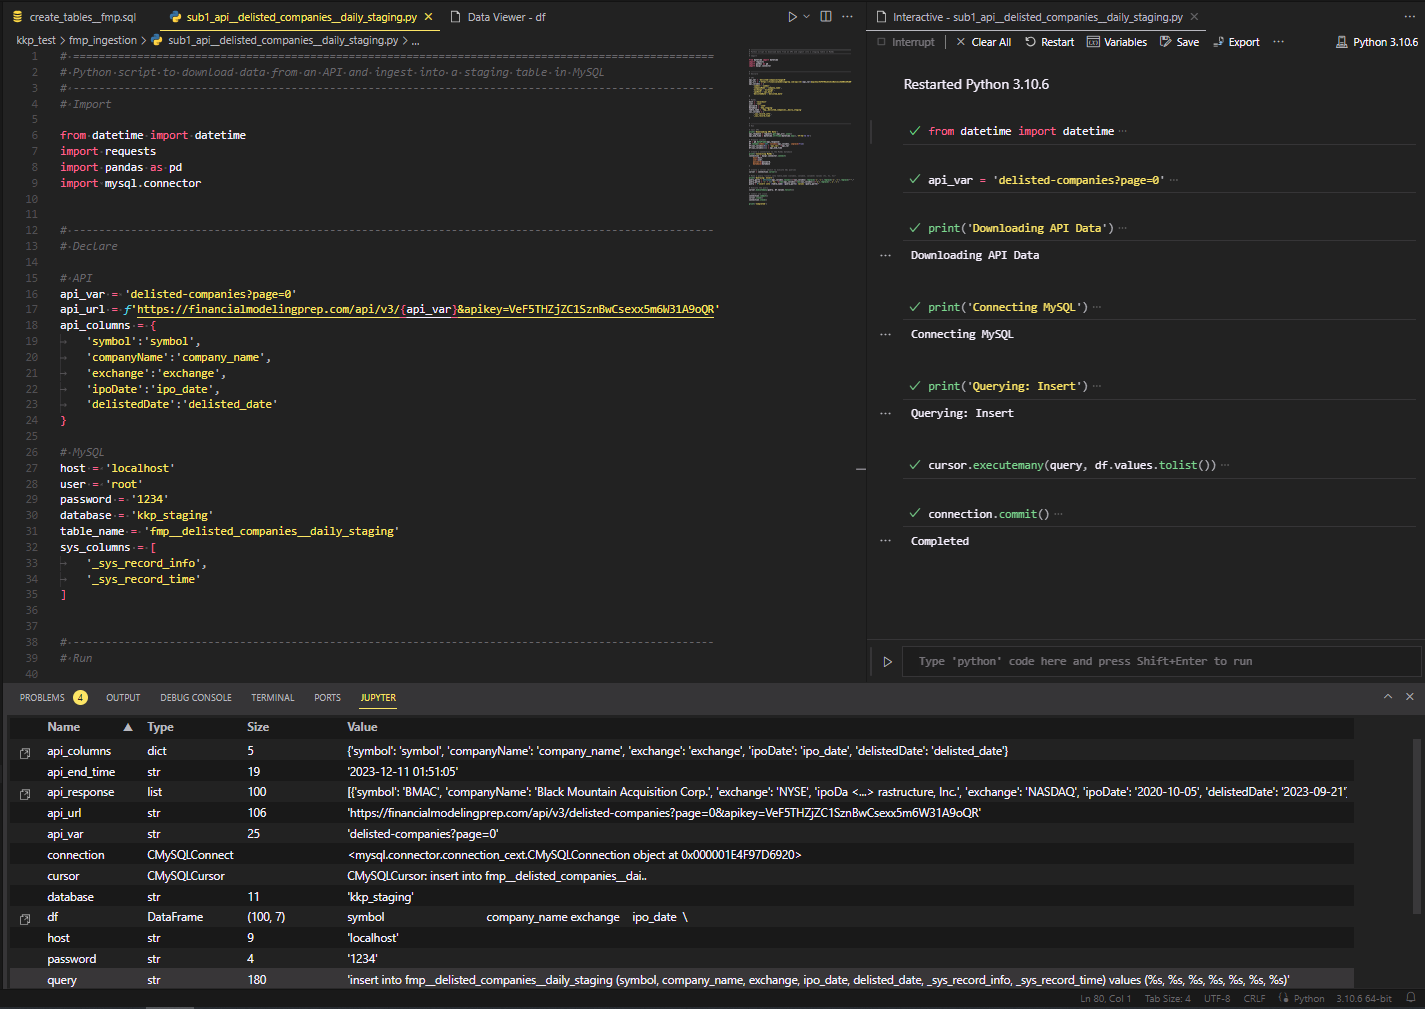 create_tables__fmp.sql
sub1_api__delisted_companies__daily_staging.py
Data Viewer - df
kkp_test > fmp_ingestion > sub1_api__delisted_companies__daily_staging.py > ...
1 # ---------------------------------------------------------------------------------------------------
2 # Python script to download data from an API and ingest into a staging table in MySQL
3 # ---------------------------------------------------------------------------------------------------
4 # Import
5
6 from datetime import datetime
7 import requests
8 import pandas as pd
9 import mysql.connector
10
11
12 # ---------------------------------------------------------------------------------------------------
13 # Declare
14
15 # API
16 api_var = 'delisted-companies?page=0'
17 api_url = f'https://financialmodelingprep.com/api/v3/{api_var}&apikey=VeF5THZjZC1SznBwCsexx5m6W31A9oQR'
18 api_columns = {
19 'symbol':'symbol',
20 'companyName':'company_name',
21 'exchange':'exchange',
22 'ipoDate':'ipo_date',
23 'delistedDate':'delisted_date'
24 }
25
26 # MySQL
27 host = 'localhost'
28 user = 'root'
29 password = '1234'
30 database = 'kkp_staging'
31 table_name = 'fmp__delisted_companies__daily_staging'
32 sys_columns = [
33 '_sys_record_info',
34 '_sys_record_time'
35 ]
36
37
38 # ---------------------------------------------------------------------------------------------------
39 # Run
40
Interactive - sub1_api__delisted_companies__daily_staging.py
Interrupt | Clear All Restart Variables Save Export ... Python 3.10.6
Restarted Python 3.10.6
from datetime import datetime ...
api_var = 'delisted-companies?page=0' ...
print('Downloading API Data') ...
... Downloading API Data
print('Connecting MySQL') ...
... Connecting MySQL
print('Querying: Insert') ...
... Querying: Insert
cursor.executemany(query, df.values.tolist()) ...
connection.commit() ...
... Completed
Type 'python' code here and press Shift+Enter to run
PROBLEMS 4 OUTPUT DEBUG CONSOLE TERMINAL PORTS JUPYTER
Name Type Size Value
api_columns dict 5 {'symbol': 'symbol', 'companyName': 'company_name', 'exchange': 'exchange', 'ipoDate': 'ipo_date', 'delistedDate': 'delisted_date'}
api_end_time str 19 '2023-12-11 01:51:05'
api_response list 100 [{'symbol': 'BMAC', 'companyName': 'Black Mountain Acquisition Corp.', 'exchange': 'NYSE', 'ipoDa <...> rastructure, Inc.', 'exchange': 'NASDAQ', 'ipoDate': '2020-10-05', 'delistedDate': '2023-09-21'}
api_url str 106 'https://financialmodelingprep.com/api/v3/delisted-companies?page=0&apikey=VeF5THZjZC1SznBwCsexx5m6W31A9oQR'
api_var str 25 'delisted-companies?page=0'
connection CMySQLConnect <mysql.connector.connection_cext.CMySQLConnection object at 0x000001E4F97D6920>
cursor CMySQLCursor CMySQLCursor: insert into fmp__delisted_companies__dai..
database str 11 'kkp_staging'
df DataFrame (100, 7) symbol company_name exchange ipo_date \
host str 9 'localhost'
password str 4 '1234'
query str 180 'insert into fmp__delisted_companies__daily_staging (symbol, company_name, exchange, ipo_date, delisted_date, _sys_record_info, _sys_record_time) values (%s, %s, %s, %s, %s, %s, %s)'
Ln 80, Col 1 Tab Size: 4 UTF-8 CRLF Python 3.10.6 64-bit